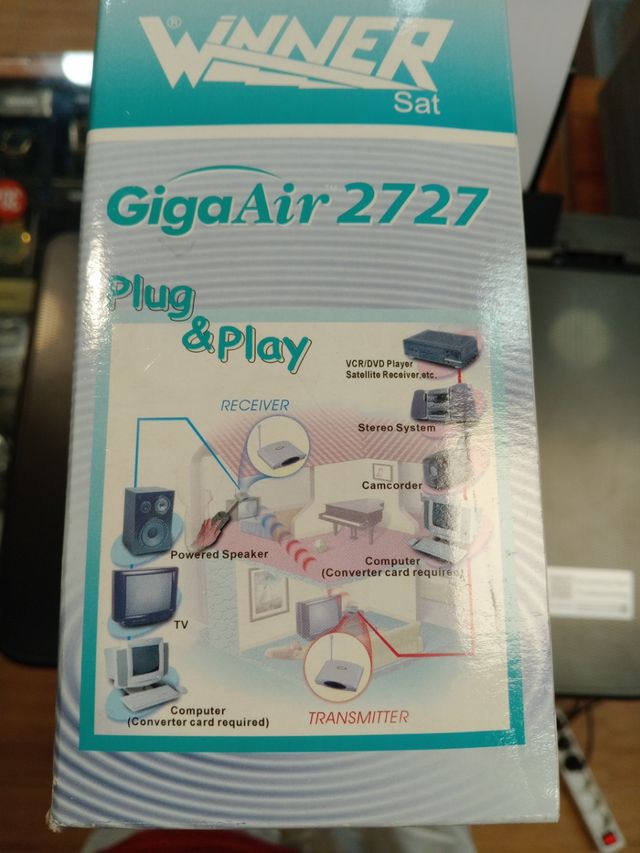 ® WINNER
Sat
GigaAir™ 2727
Plug
&Play
VCR/DVD Player
Satellite Receiver,etc.
RECEIVER
Stereo System
Camcorder
Powered Speaker
Computer
(Converter card required)
TV
Computer
(Converter card required)
TRANSMITTER